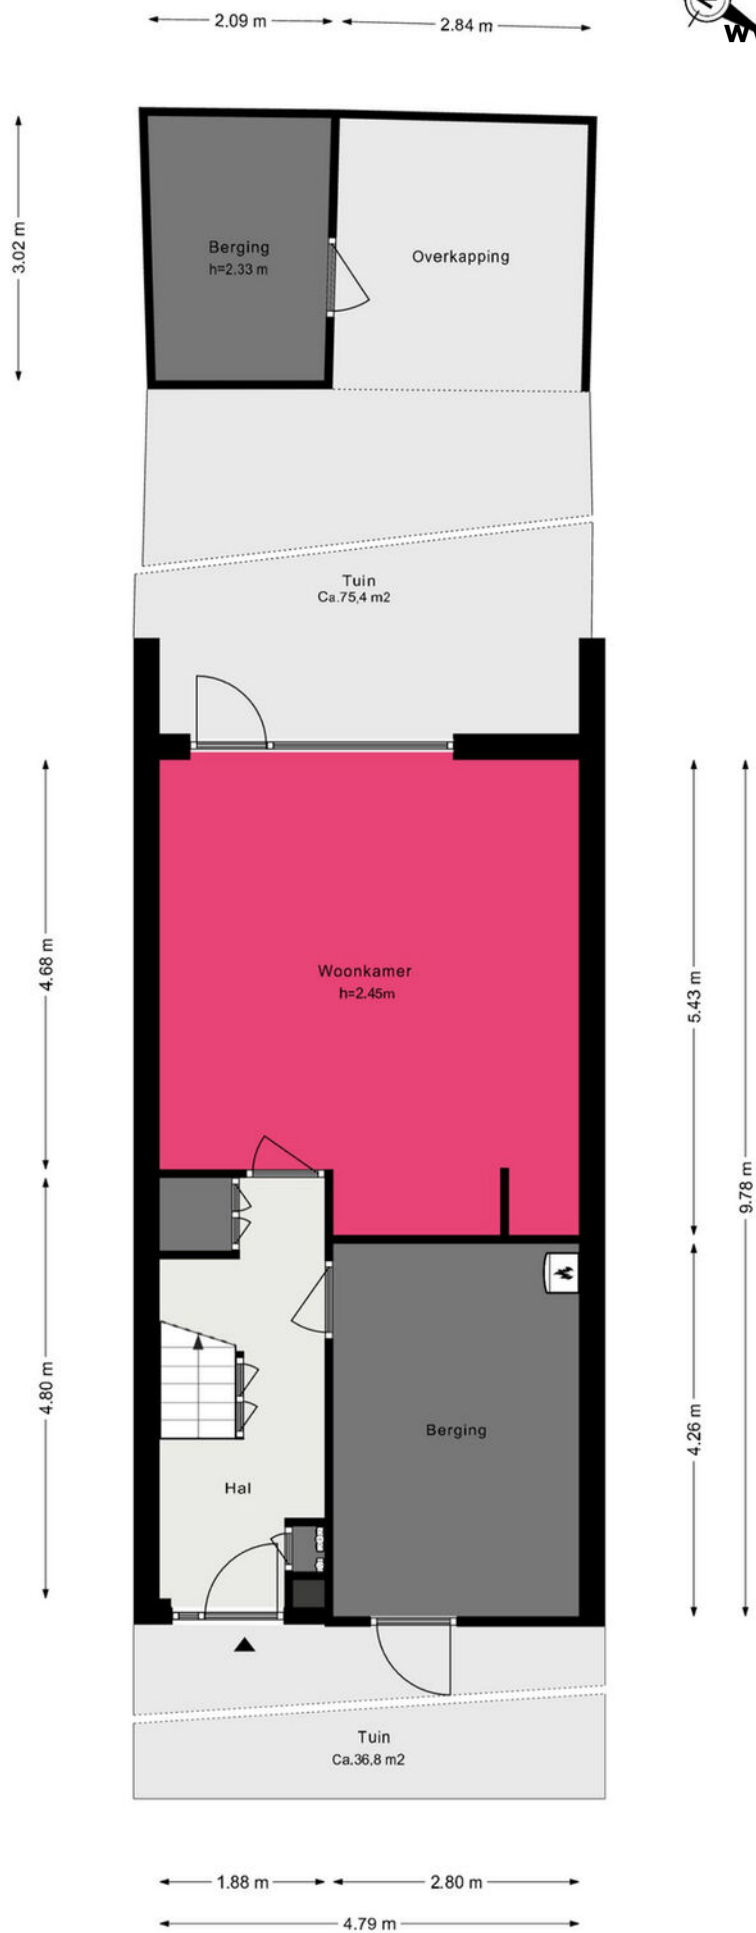 2.09 m
2.84 m
W
3.02 m
Berging
h=2.33 m
Overkapping
Tuin
Ca.75,4 m2
4.68 m
Woonkamer
h=2.45m
5.43 m
9.78 m
4.80 m
Berging
4.26 m
Hal
Tuin
Ca.36,8 m2
1.88 m
2.80 m
4.79 m